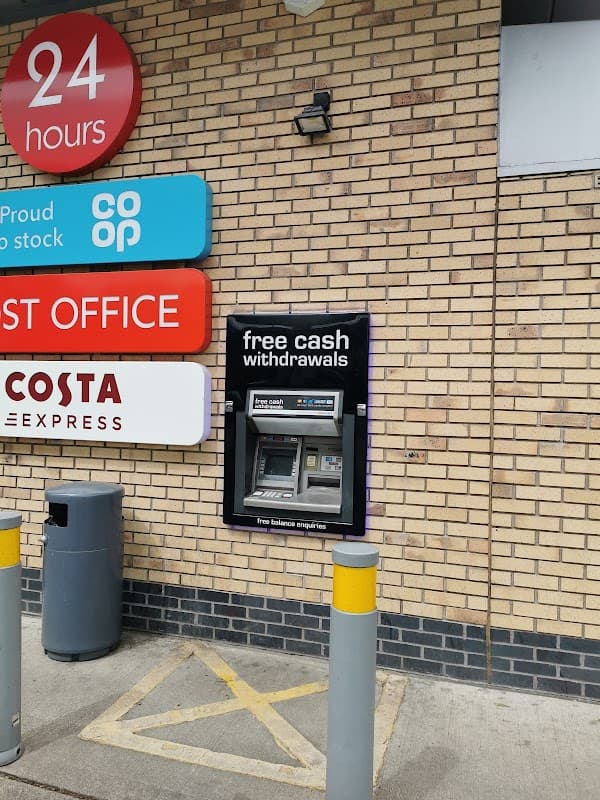 24
hours
Proud
o stock
co
op
ST OFFICE
COSTA
EXPRESS
free cash
withdrawals
free cash
withdrawals
free balance enquiries